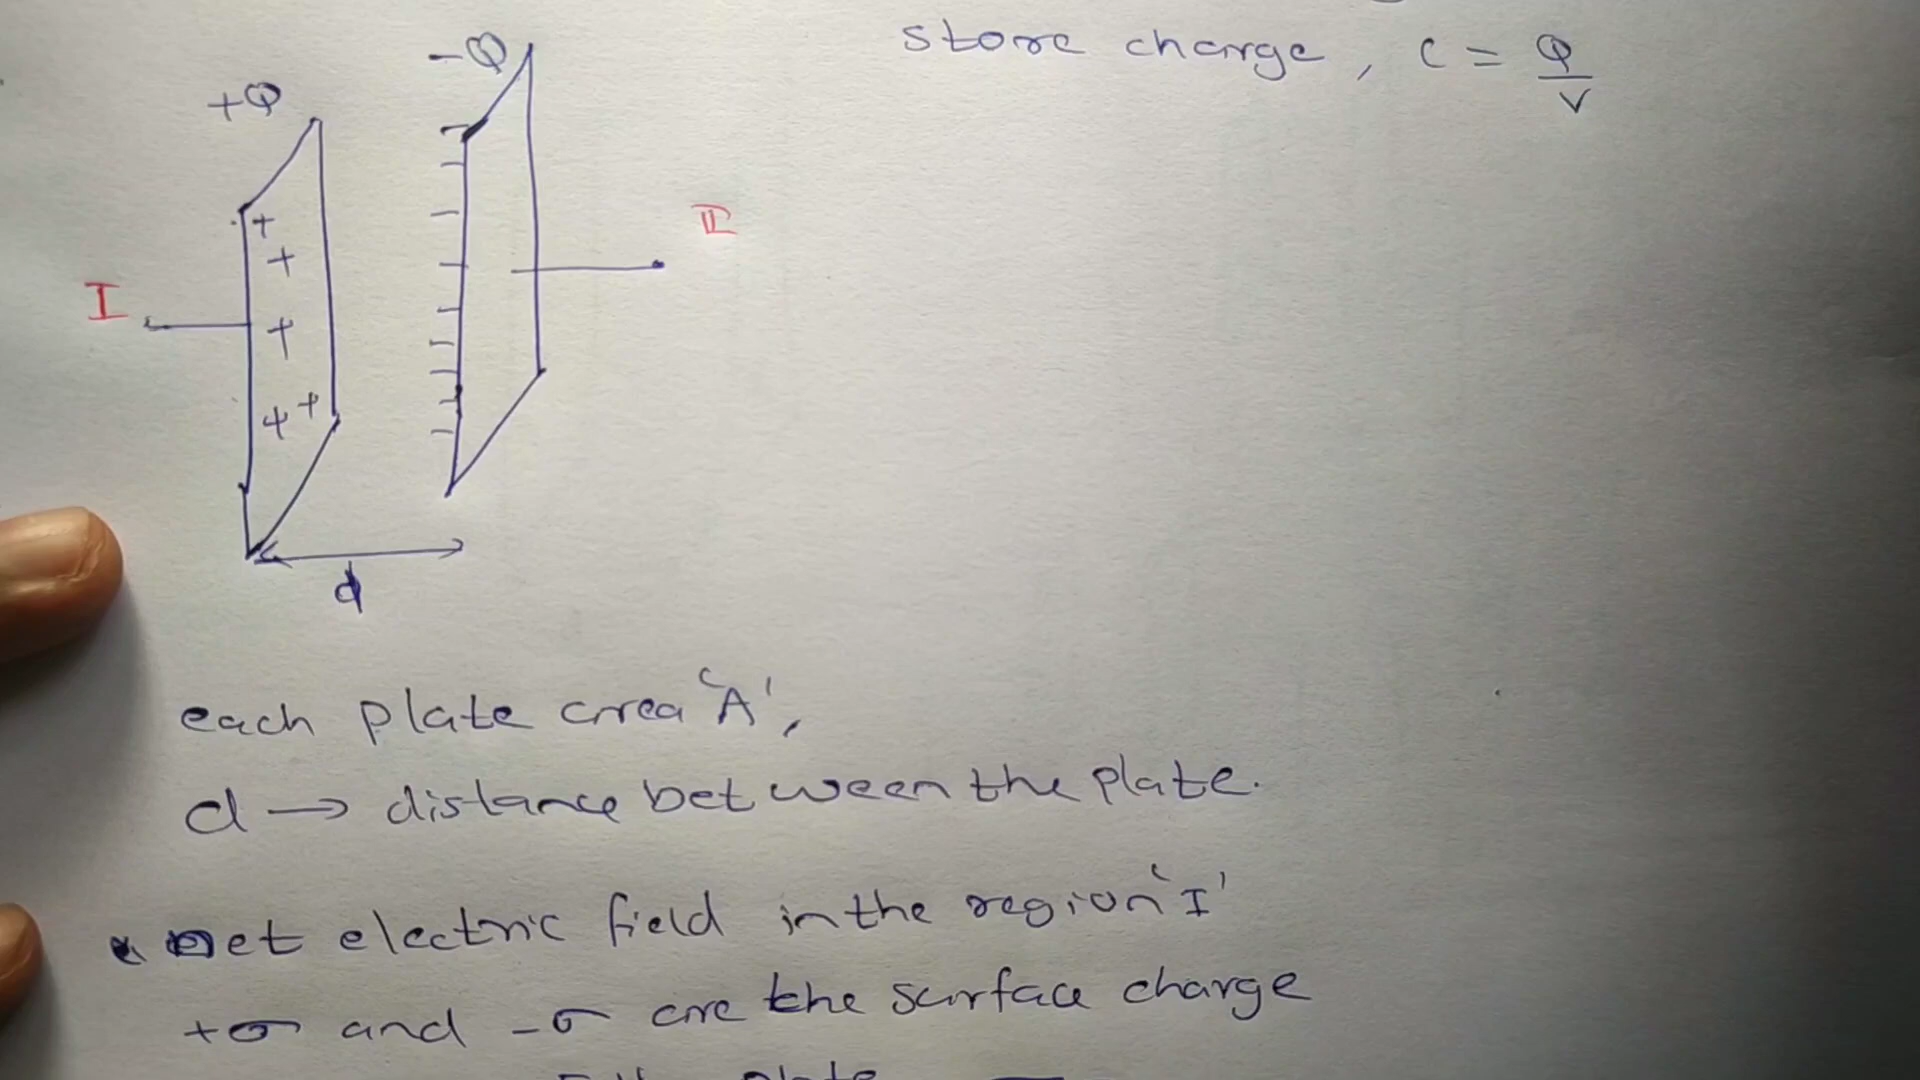 store charge, C = Q/V
-Q
+Q
II
I
d
each plate area 'A',
d → distance between the plate.
net electric field in the region 'I'
+σ and -σ are the surface charge
plate